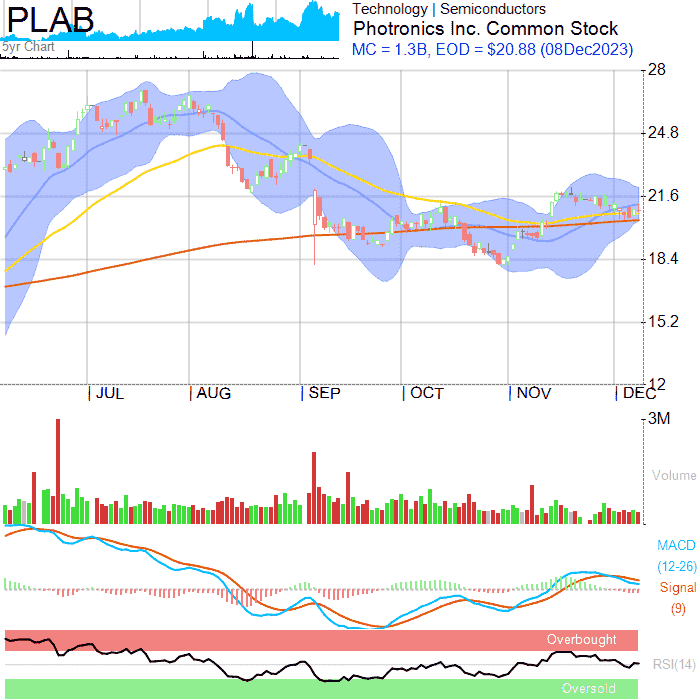 PLAB
5yr Chart
Technology | Semiconductors
Photronics Inc. Common Stock
MC = 1.3B, EOD = $20.88 (08Dec2023)
28
24.8
21.6
18.4
15.2
12
JUL AUG SEP OCT NOV DEC
3M
Volume
MACD
(12-26)
Signal
(9)
Overbought
RSI(14)
Oversold